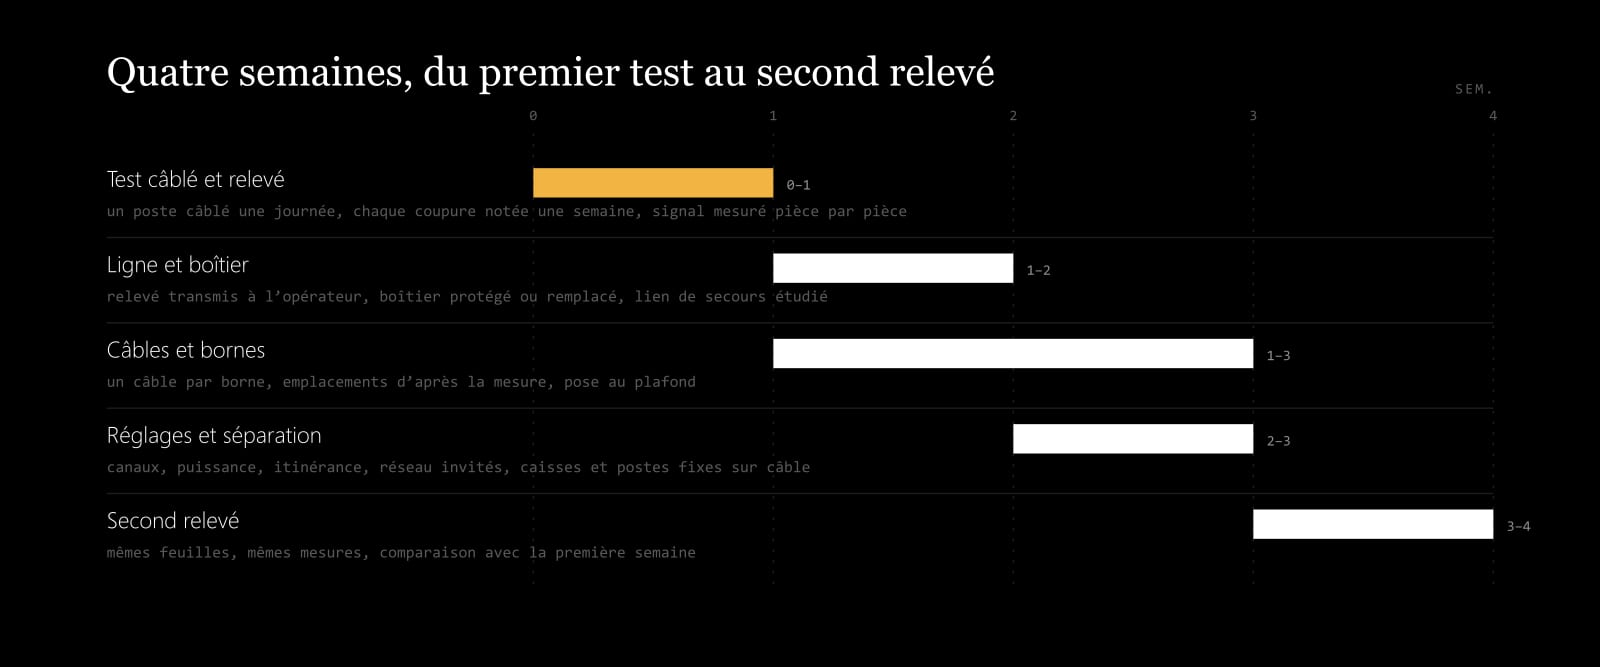 Quatre semaines, du premier test au second relevé
SEM.
0 1 2 3 4
Test câblé et relevé
0–1
un poste câblé une journée, chaque coupure notée une semaine, signal mesuré pièce par pièce
Ligne et boîtier
1–2
relevé transmis à l’opérateur, boîtier protégé ou remplacé, lien de secours étudié
Câbles et bornes
1–3
un câble par borne, emplacements d’après la mesure, pose au plafond
Réglages et séparation
2–3
canaux, puissance, itinérance, réseau invités, caisses et postes fixes sur câble
Second relevé
3–4
mêmes feuilles, mêmes mesures, comparaison avec la première semaine